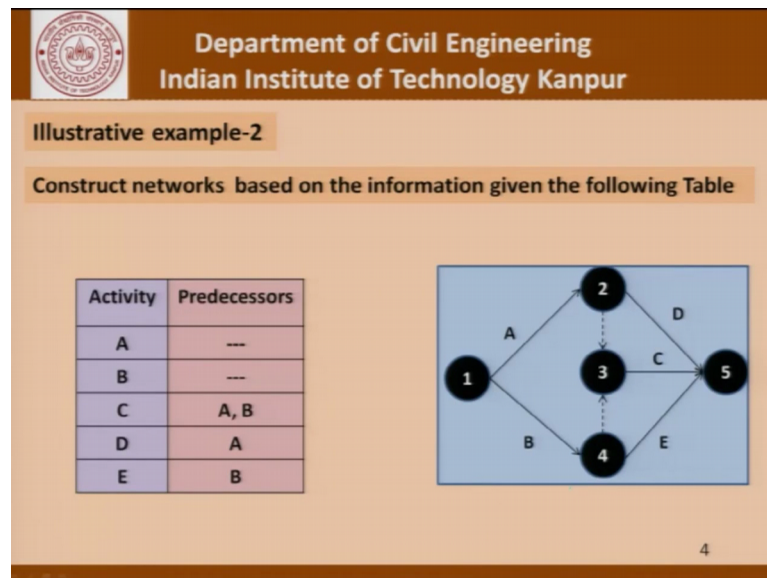 Department of Civil Engineering
Indian Institute of Technology Kanpur
Illustrative example-2
Construct networks based on the information given the following Table
Activity Predecessors
A ---
B ---
C A, B
D A
E B
2
D
A
1
3
C
5
B
4
E
4